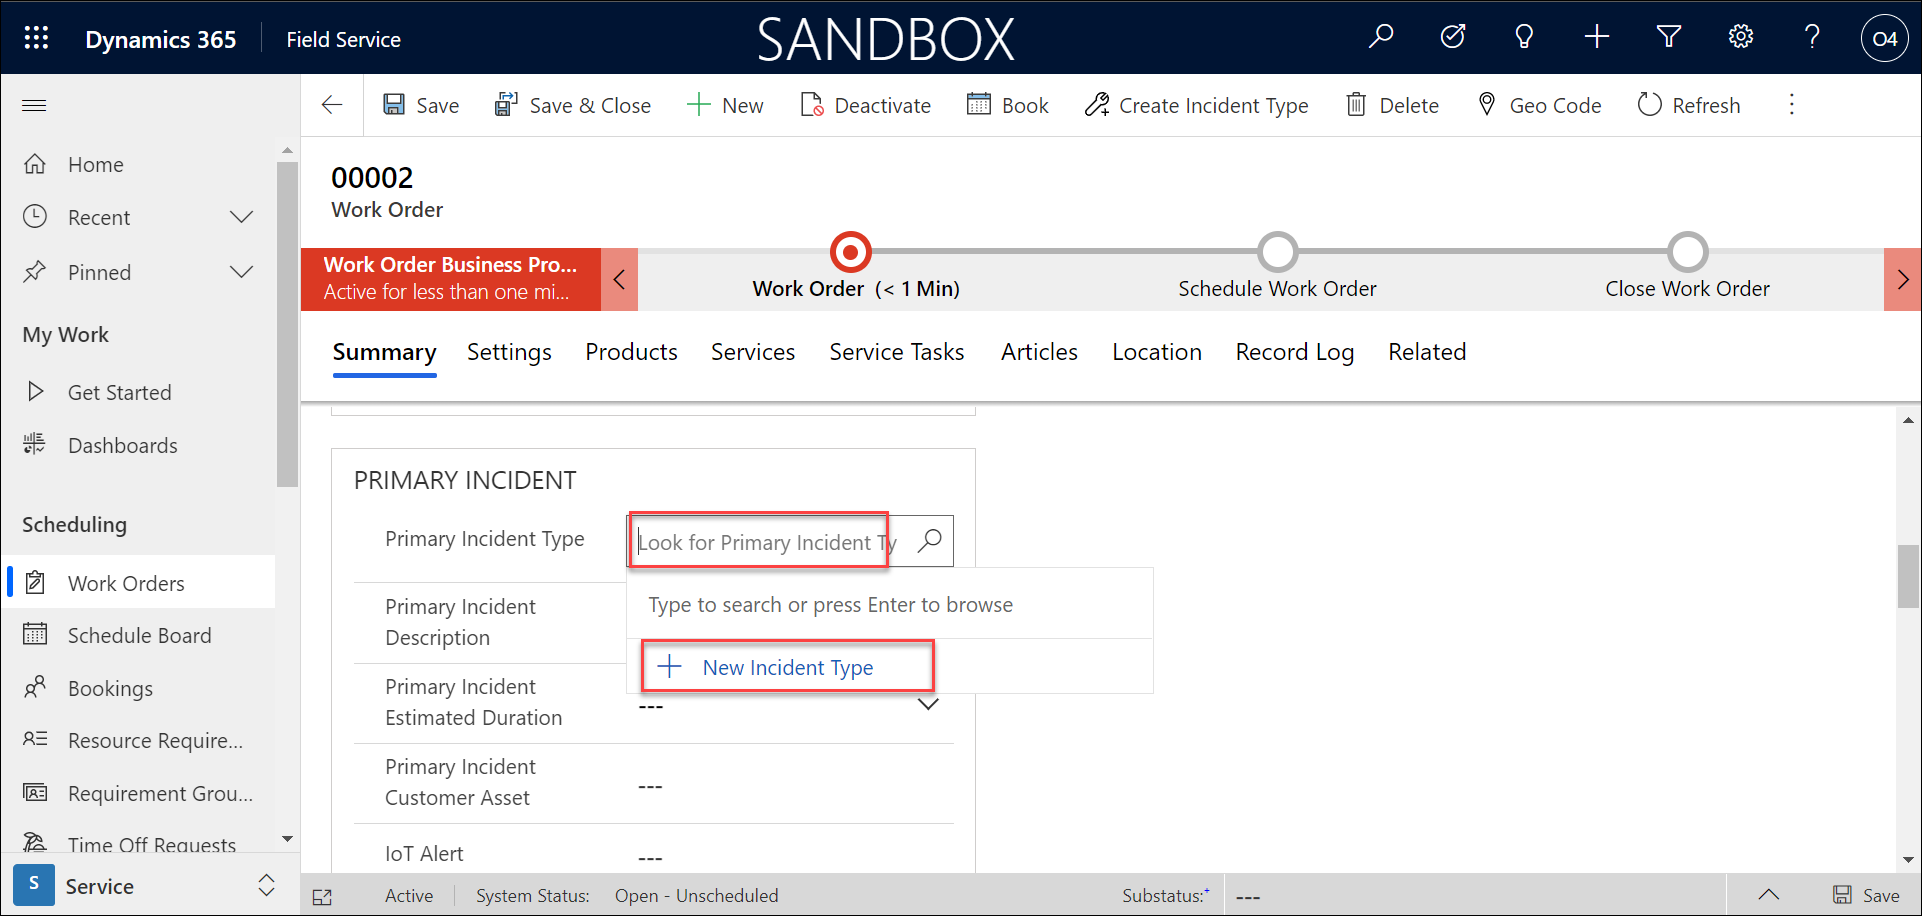 Dynamics 365
Field Service
SANDBOX
O4
Save
Save & Close
New
Deactivate
Book
Create Incident Type
Delete
Geo Code
Refresh
Home
Recent
Pinned
My Work
Get Started
Dashboards
Scheduling
Work Orders
Schedule Board
Bookings
Resource Require...
Requirement Grou...
Time Off Requests
S
Service
00002
Work Order
Work Order Business Pro...
Active for less than one mi...
Work Order (< 1 Min)
Schedule Work Order
Close Work Order
Summary
Settings
Products
Services
Service Tasks
Articles
Location
Record Log
Related
PRIMARY INCIDENT
Primary Incident Type
Look for Primary Incident Ty
Type to search or press Enter to browse
New Incident Type
Primary Incident
Description
Primary Incident
Estimated Duration
---
Primary Incident
Customer Asset
---
IoT Alert
---
Active
System Status:
Open - Unscheduled
Substatus:+
---
Save